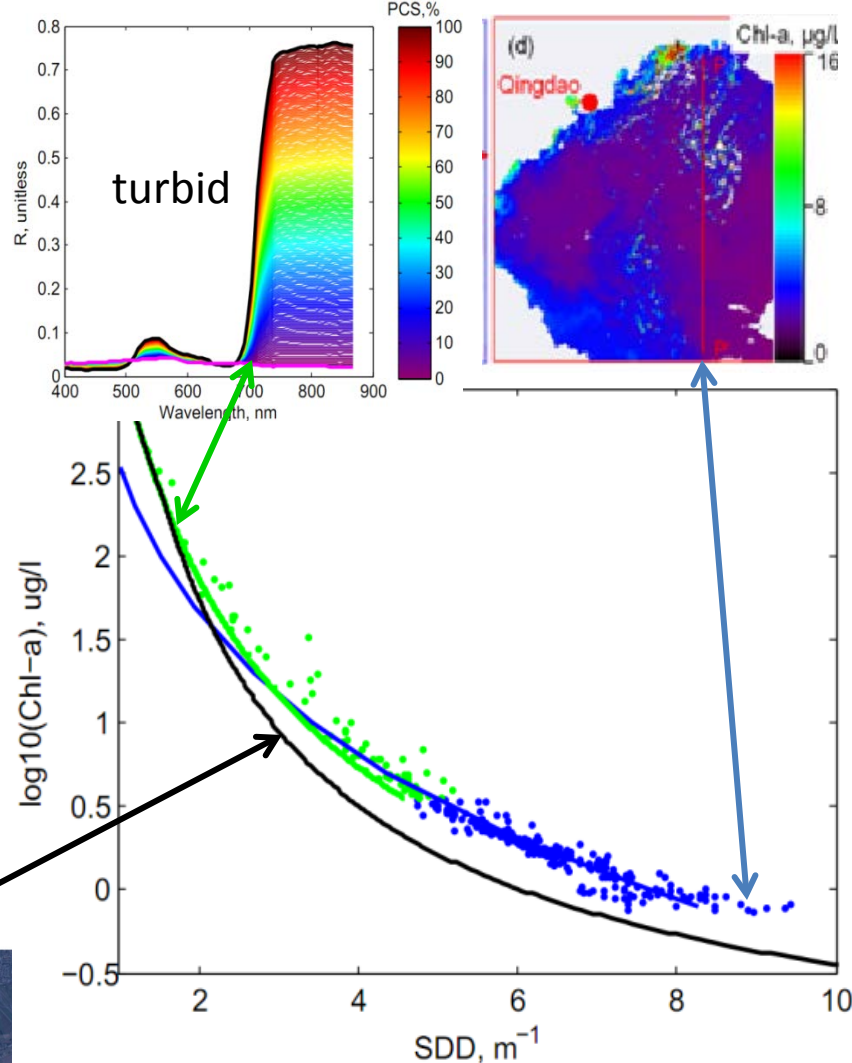 PCS,%
0.8
0.7
0.6
0.5
0.4
0.3
0.2
0.1
0
R, unitless
turbid
400 500 600 700 800 900
Wavelength, nm
100
90
80
70
60
50
40
30
20
10
0
(d)
Chl-a, µg/L
16
8
0
Qingdao
P
P
2.5
2
1.5
1
0.5
0
−0.5
log10(Chl−a), ug/l
2 4 6 8 10
SDD, m⁻¹